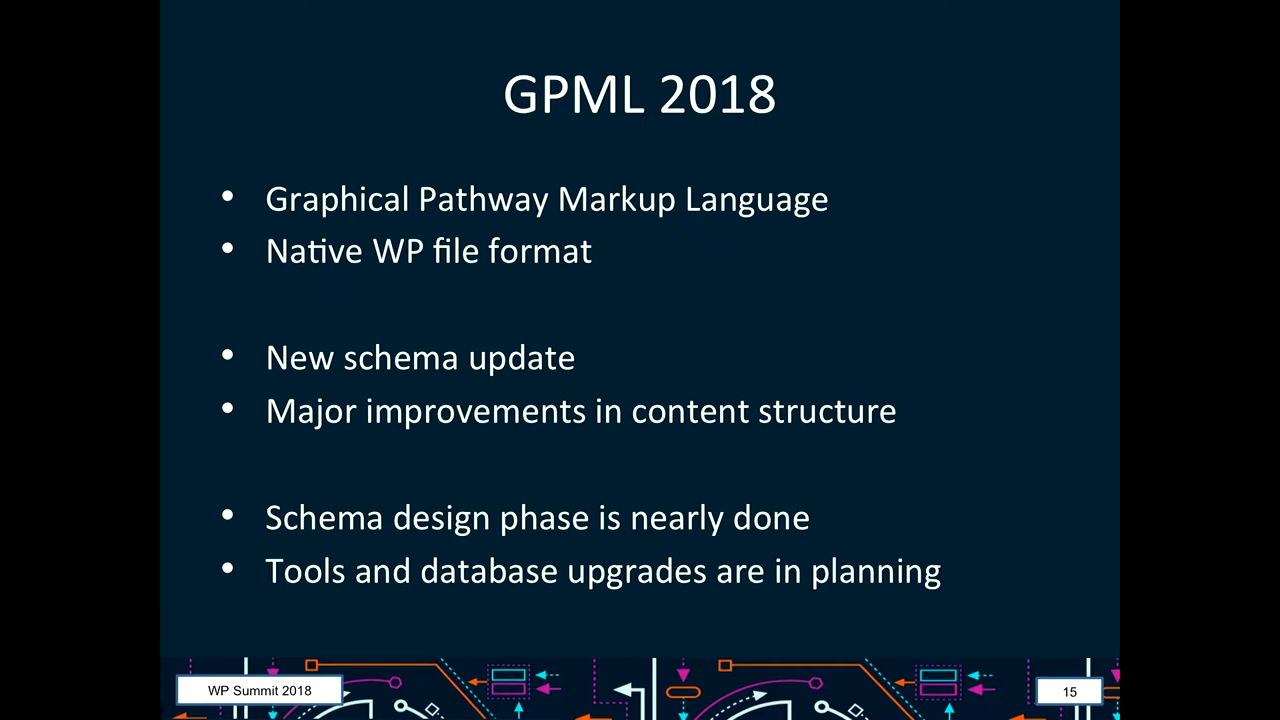 GPML 2018
• Graphical Pathway Markup Language
• Native WP file format
• New schema update
• Major improvements in content structure
• Schema design phase is nearly done
• Tools and database upgrades are in planning
WP Summit 2018
15